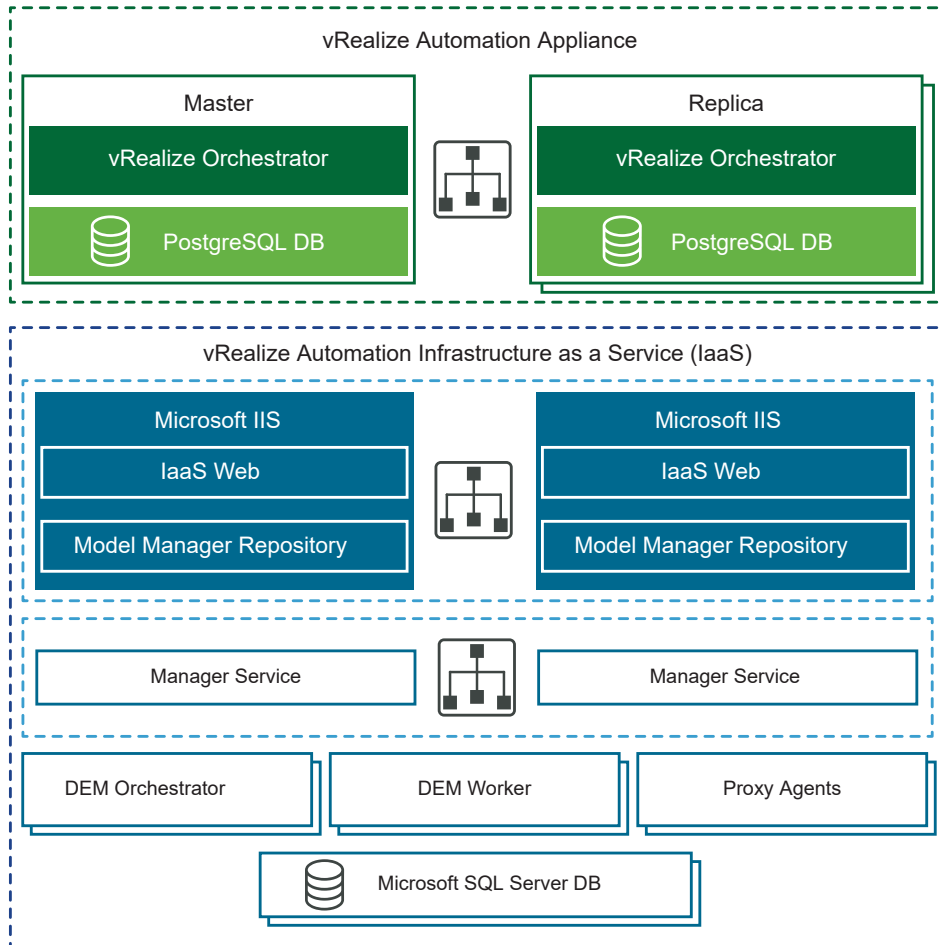 vRealize Automation Appliance
Master
Replica
vRealize Orchestrator
vRealize Orchestrator
PostgreSQL DB
PostgreSQL DB
vRealize Automation Infrastructure as a Service (IaaS)
Microsoft IIS
Microsoft IIS
IaaS Web
IaaS Web
Model Manager Repository
Model Manager Repository
Manager Service
Manager Service
DEM Orchestrator
DEM Worker
Proxy Agents
Microsoft SQL Server DB